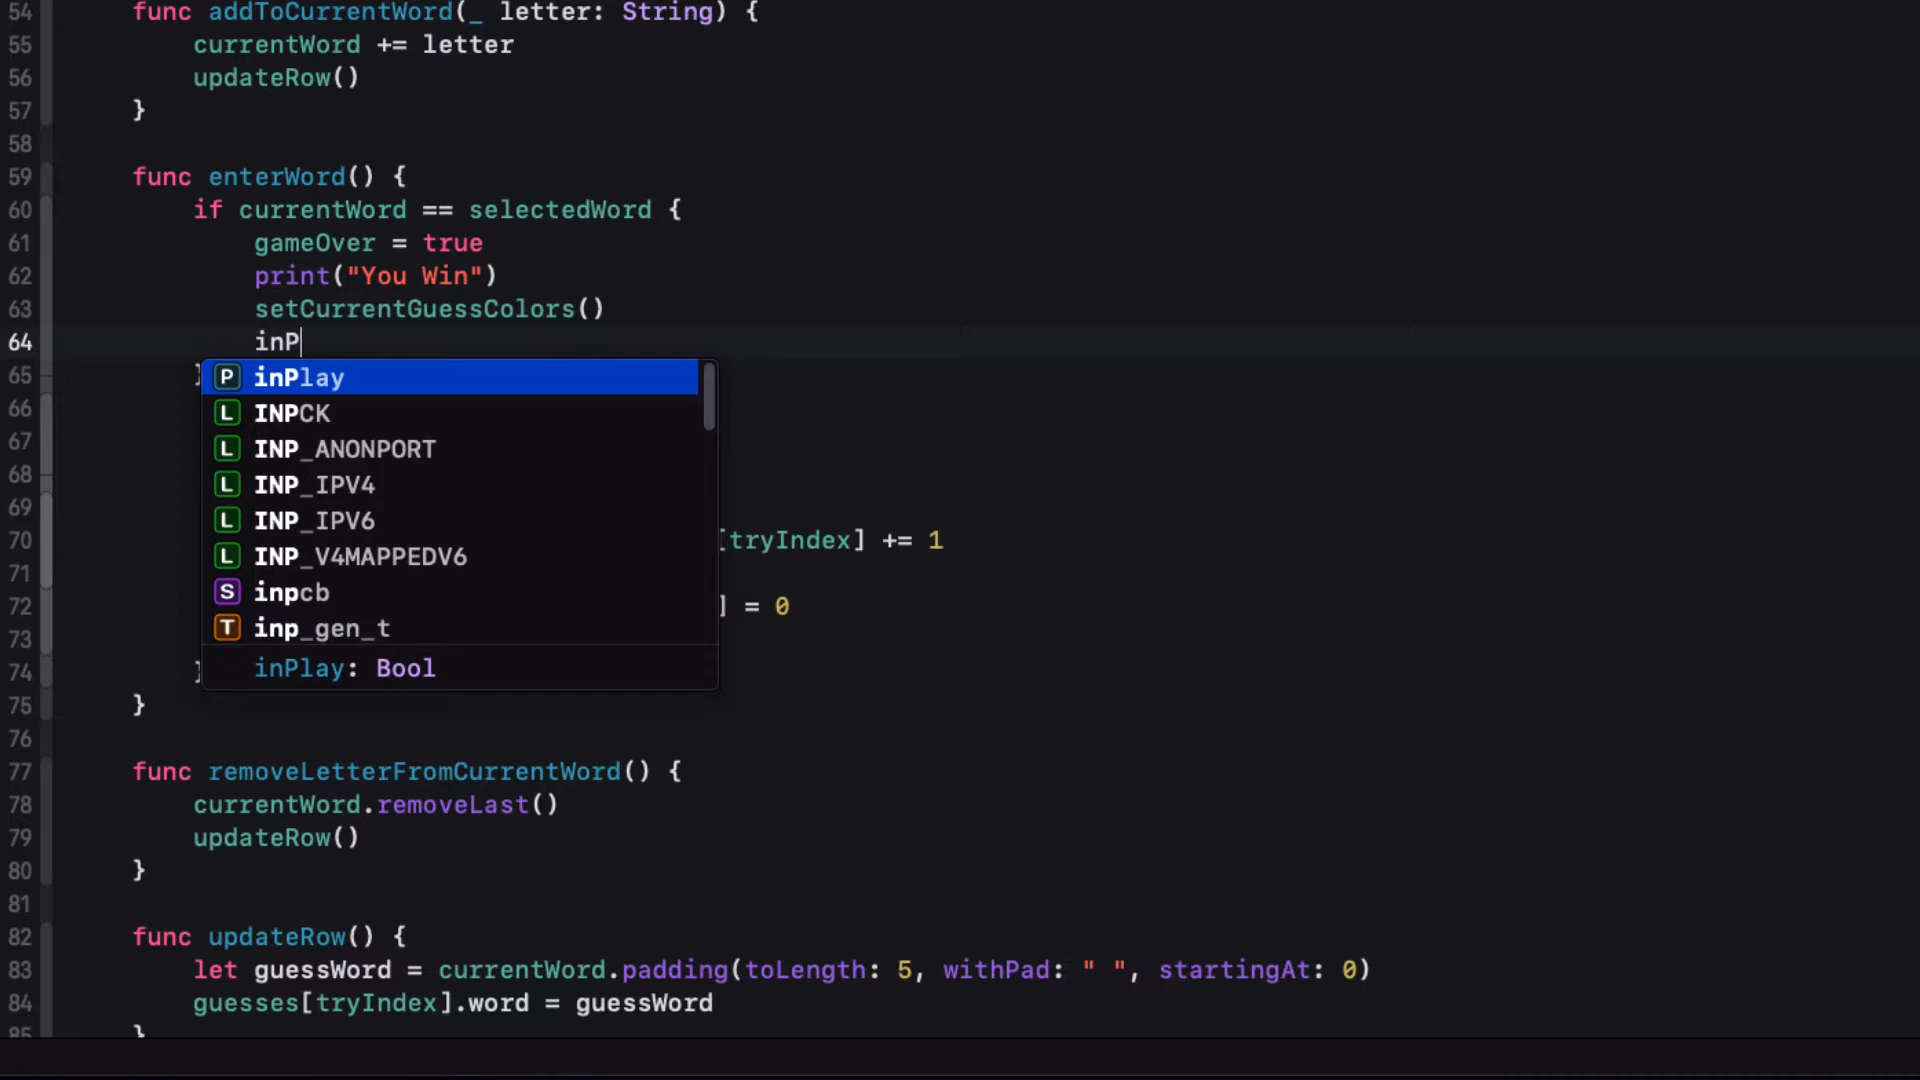 54 func addToCurrentWord(_ letter: String) {
55 currentWord += letter
56 updateRow()
57 }
58
59 func enterWord() {
60 if currentWord == selectedWord {
61 gameOver = true
62 print("You Win")
63 setCurrentGuessColors()
64 inP
65 }
P inPlay
66
L INPCK
67
L INP_ANONPORT
68
L INP_IPV4
69
L INP_IPV6
70 [tryIndex] += 1
L INP_V4MAPPEDV6
71
S inpcb
72 ] = 0
T inp_gen_t
73
inPlay: Bool
74 }
75 }
76
77 func removeLetterFromCurrentWord() {
78 currentWord.removeLast()
79 updateRow()
80 }
81
82 func updateRow() {
83 let guessWord = currentWord.padding(toLength: 5, withPad: " ", startingAt: 0)
84 guesses[tryIndex].word = guessWord
85 }